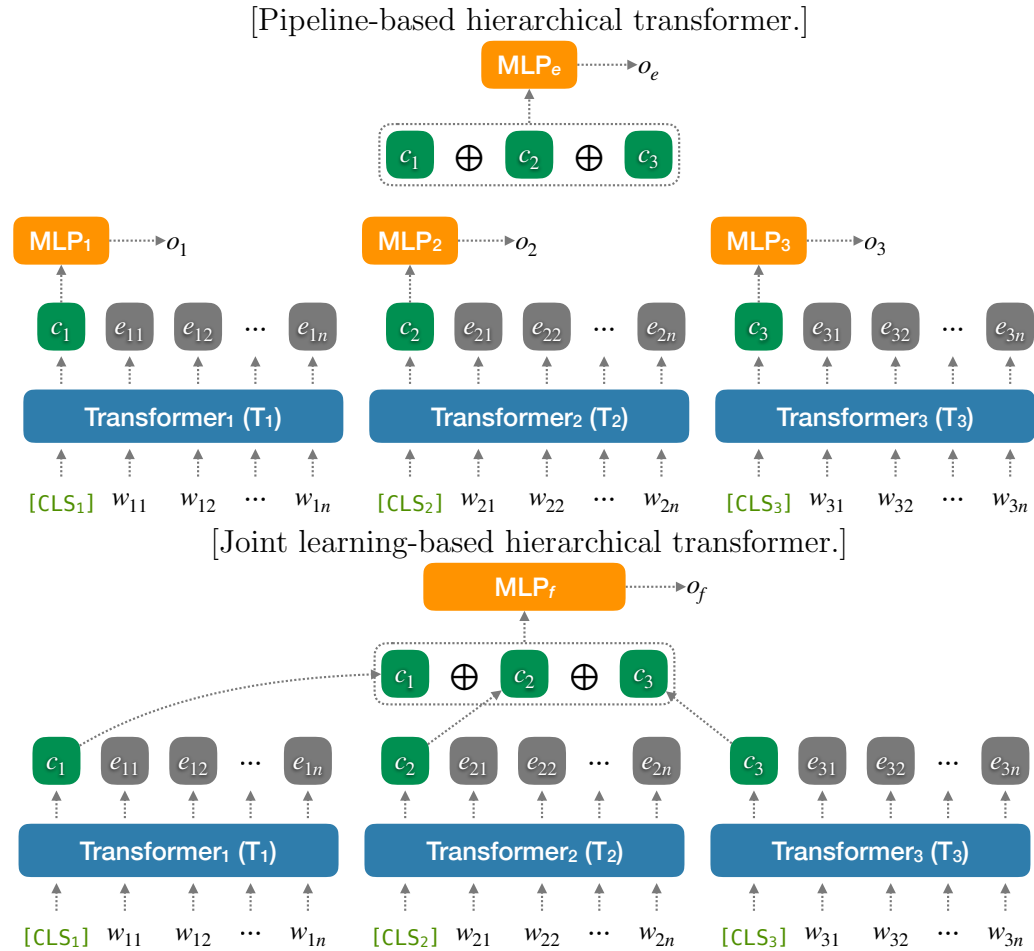 [Pipeline-based hierarchical transformer.]
MLPₑ oₑ
c₁ ⊕ c₂ ⊕ c₃
MLP₁ o₁ MLP₂ o₂ MLP₃ o₃
c₁ e₁₁ e₁₂ ... e₁ₙ c₂ e₂₁ e₂₂ ... e₂ₙ c₃ e₃₁ e₃₂ ... e₃ₙ
Transformer₁ (T₁) Transformer₂ (T₂) Transformer₃ (T₃)
[CLS₁] w₁₁ w₁₂ ... w₁ₙ [CLS₂] w₂₁ w₂₂ ... w₂ₙ [CLS₃] w₃₁ w₃₂ ... w₃ₙ
[Joint learning-based hierarchical transformer.]
MLP_f o_f
c₁ ⊕ c₂ ⊕ c₃
c₁ e₁₁ e₁₂ ... e₁ₙ c₂ e₂₁ e₂₂ ... e₂ₙ c₃ e₃₁ e₃₂ ... e₃ₙ
Transformer₁ (T₁) Transformer₂ (T₂) Transformer₃ (T₃)
[CLS₁] w₁₁ w₁₂ ... w₁ₙ [CLS₂] w₂₁ w₂₂ ... w₂ₙ [CLS₃] w₃₁ w₃₂ ... w₃ₙ